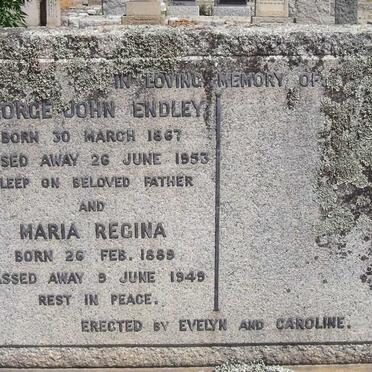 IN LOVING MEMORY OF
ORGE JOHN ENDLEY
BORN 30 MARCH 1867
SSED AWAY 26 JUNE 1953
LEEP ON BELOVED FATHER
AND
MARIA REGINA
BORN 26 FEB. 1889
ASSED AWAY 9 JUNE 1949
REST IN PEACE.
ERECTED BY EVELYN AND CAROLINE.